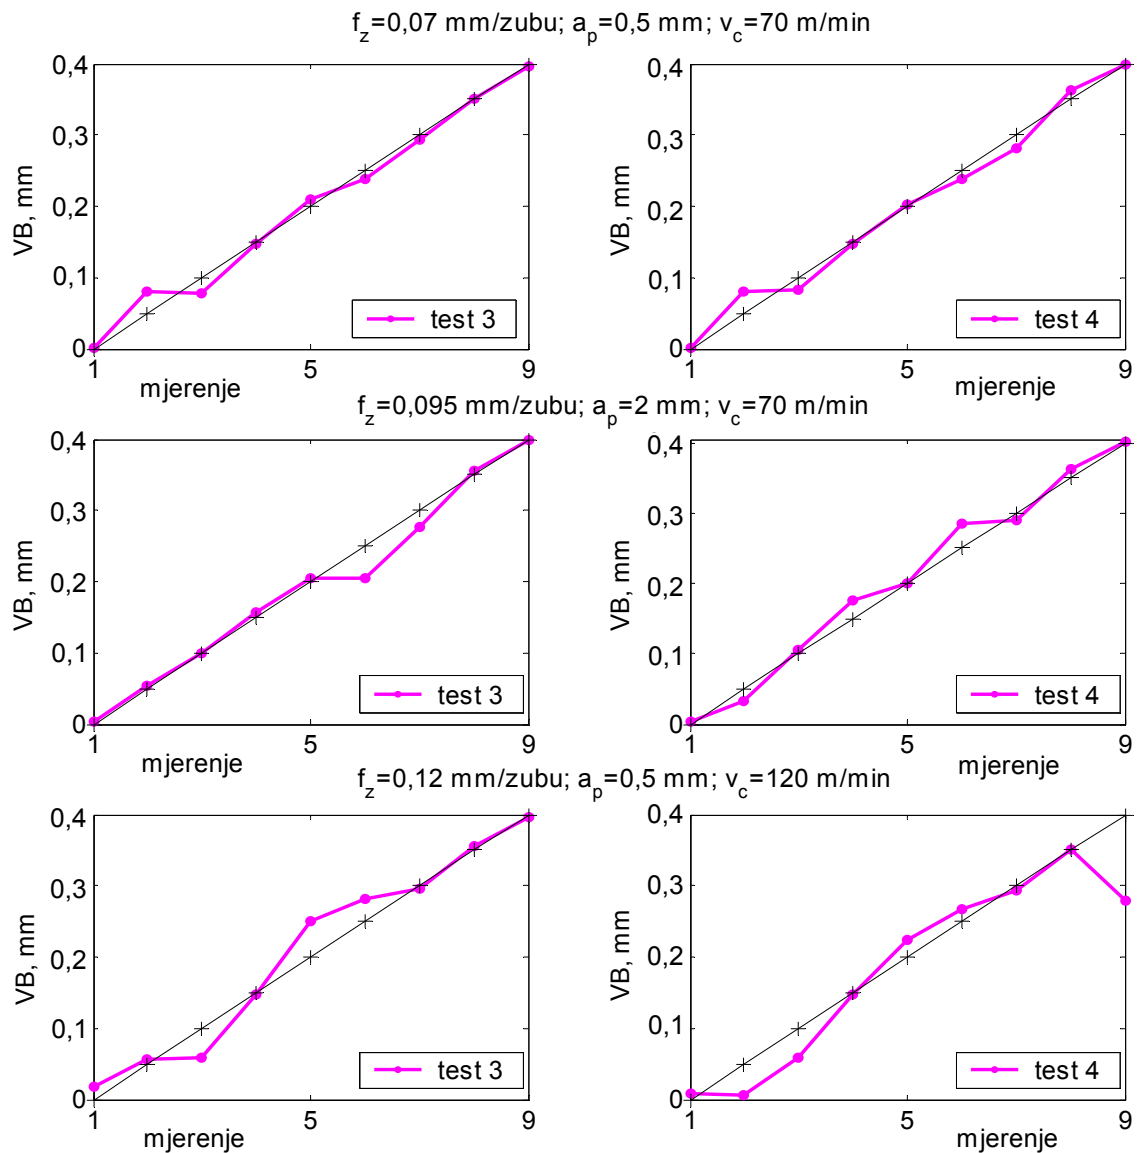 f_z=0,07 mm/zubu; a_p=0,5 mm; v_c=70 m/min
0,4
0,3
0,2
0,1
0
VB, mm
test 3
1
5
9
mjerenje
0,4
0,3
0,2
0,1
0
VB, mm
test 4
1
5
9
mjerenje
f_z=0,095 mm/zubu; a_p=2 mm; v_c=70 m/min
0,4
0,3
0,2
0,1
0
VB, mm
test 3
1
5
9
mjerenje
0,4
0,3
0,2
0,1
0
VB, mm
test 4
1
5
9
mjerenje
f_z=0,12 mm/zubu; a_p=0,5 mm; v_c=120 m/min
0,4
0,3
0,2
0,1
0
VB, mm
test 3
1
5
9
mjerenje
0,4
0,3
0,2
0,1
0
VB, mm
test 4
1
5
9
mjerenje